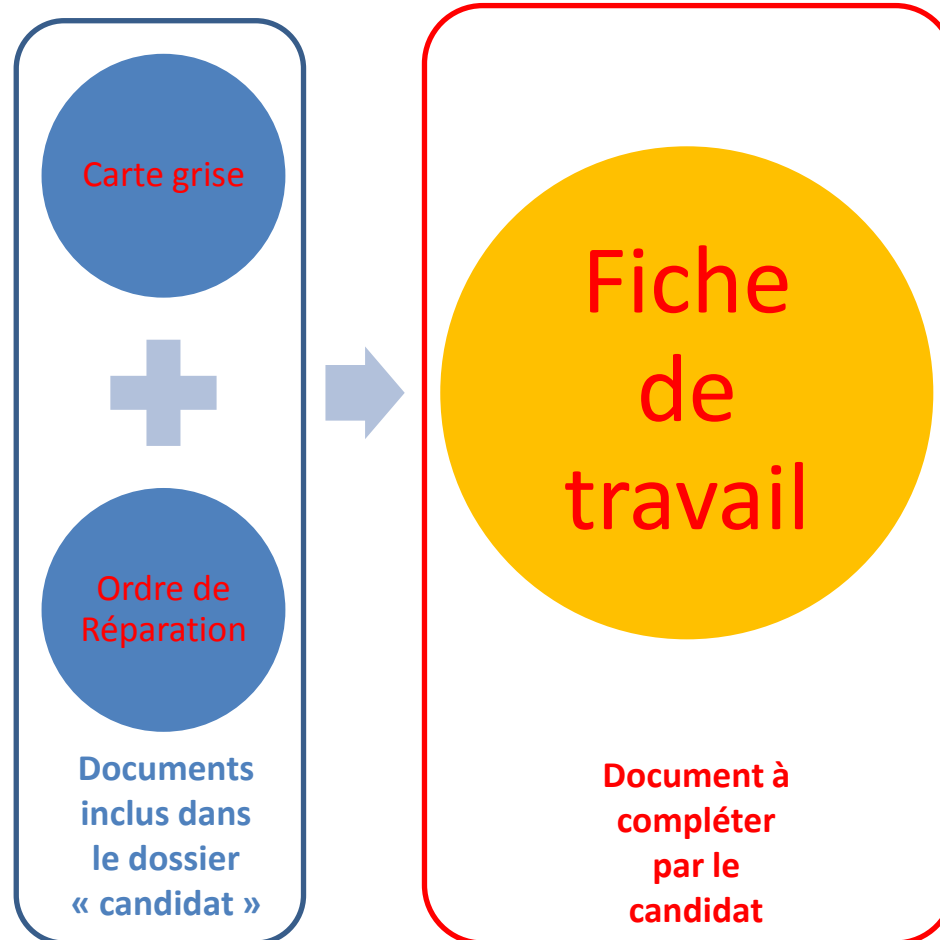 Carte grise
Ordre de
Réparation
Documents
inclus dans
le dossier
« candidat »
Fiche
de
travail
Document à
compléter
par le
candidat